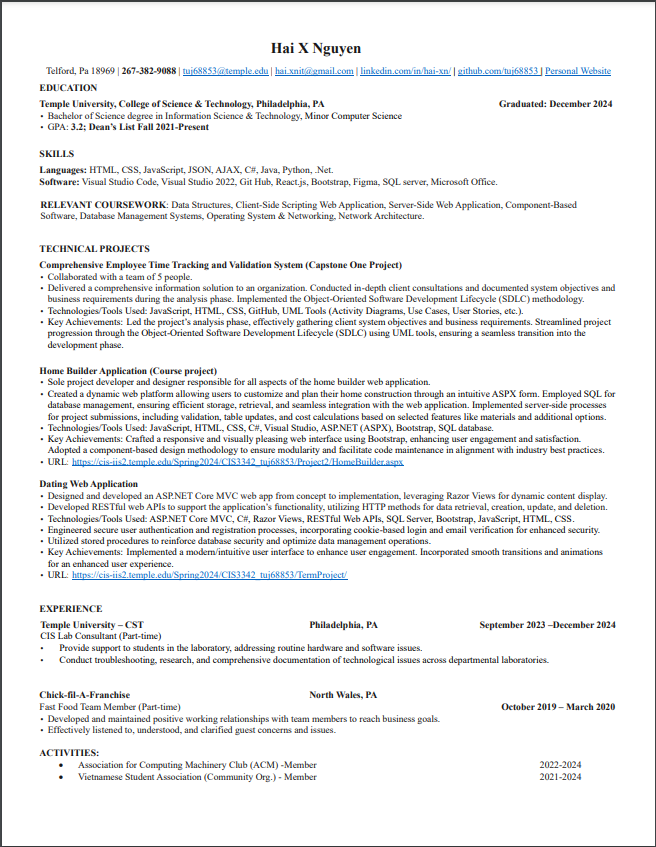 Hai X Nguyen
Telford, Pa 18969 | 267-382-9088 | tuj68853@temple.edu | hai.xnit@gmail.com | linkedin.com/in/hai-xn/ | github.com/tuj68853 | Personal Website
EDUCATION
Temple University, College of Science & Technology, Philadelphia, PA Graduated: December 2024
• Bachelor of Science degree in Information Science & Technology, Minor Computer Science
• GPA: 3.2; Dean’s List Fall 2021-Present
SKILLS
Languages: HTML, CSS, JavaScript, JSON, AJAX, C#, Java, Python, .Net.
Software: Visual Studio Code, Visual Studio 2022, Git Hub, React.js, Bootstrap, Figma, SQL server, Microsoft Office.
RELEVANT COURSEWORK: Data Structures, Client-Side Scripting Web Application, Server-Side Web Application, Component-Based
Software, Database Management Systems, Operating System & Networking, Network Architecture.
TECHNICAL PROJECTS
Comprehensive Employee Time Tracking and Validation System (Capstone One Project)
• Collaborated with a team of 5 people.
• Delivered a comprehensive information solution to an organization. Conducted in-depth client consultations and documented system objectives and
business requirements during the analysis phase. Implemented the Object-Oriented Software Development Lifecycle (SDLC) methodology.
• Technologies/Tools Used: JavaScript, HTML, CSS, GitHub, UML Tools (Activity Diagrams, Use Cases, User Stories, etc.).
• Key Achievements: Led the project’s analysis phase, effectively gathering client system objectives and business requirements. Streamlined project
progression through the Object-Oriented Software Development Lifecycle (SDLC) using UML tools, ensuring a seamless transition into the
development phase.
Home Builder Application (Course project)
• Sole project developer and designer responsible for all aspects of the home builder web application.
• Created a dynamic web platform allowing users to customize and plan their home construction through an intuitive ASPX form. Employed SQL for
database management, ensuring efficient storage, retrieval, and seamless integration with the web application. Implemented server-side processes
for project submissions, including validation, table updates, and cost calculations based on selected features like materials and additional options.
• Technologies/Tools Used: JavaScript, HTML, CSS, C#, Visual Studio, ASP.NET (ASPX), Bootstrap, SQL database.
• Key Achievements: Crafted a responsive and visually pleasing web interface using Bootstrap, enhancing user engagement and satisfaction.
Adopted a component-based design methodology to ensure modularity and facilitate code maintenance in alignment with industry best practices.
• URL: https://cis-iis2.temple.edu/Spring2024/CIS3342_tuj68853/Project2/HomeBuilder.aspx
Dating Web Application
• Designed and developed an ASP.NET Core MVC web app from concept to implementation, leveraging Razor Views for dynamic content display.
• Developed RESTful web APIs to support the application’s functionality, utilizing HTTP methods for data retrieval, creation, update, and deletion.
• Technologies/Tools Used: ASP.NET Core MVC, C#, Razor Views, RESTful Web APIs, SQL Server, Bootstrap, JavaScript, HTML, CSS.
• Engineered secure user authentication and registration processes, incorporating cookie-based login and email verification for enhanced security.
• Utilized stored procedures to reinforce database security and optimize data management operations.
• Key Achievements: Implemented a modern/intuitive user interface to enhance user engagement. Incorporated smooth transitions and animations
for an enhanced user experience.
• URL: https://cis-iis2.temple.edu/Spring2024/CIS3342_tuj68853/TermProject/
EXPERIENCE
Temple University – CST Philadelphia, PA September 2023 –December 2024
CIS Lab Consultant (Part-time)
• Provide support to students in the laboratory, addressing routine hardware and software issues.
• Conduct troubleshooting, research, and comprehensive documentation of technological issues across departmental laboratories.
Chick-fil-A-Franchise North Wales, PA
Fast Food Team Member (Part-time) October 2019 – March 2020
• Developed and maintained positive working relationships with team members to reach business goals.
• Effectively listened to, understood, and clarified guest concerns and issues.
ACTIVITIES:
• Association for Computing Machinery Club (ACM) -Member 2022-2024
• Vietnamese Student Association (Community Org.) - Member 2021-2024